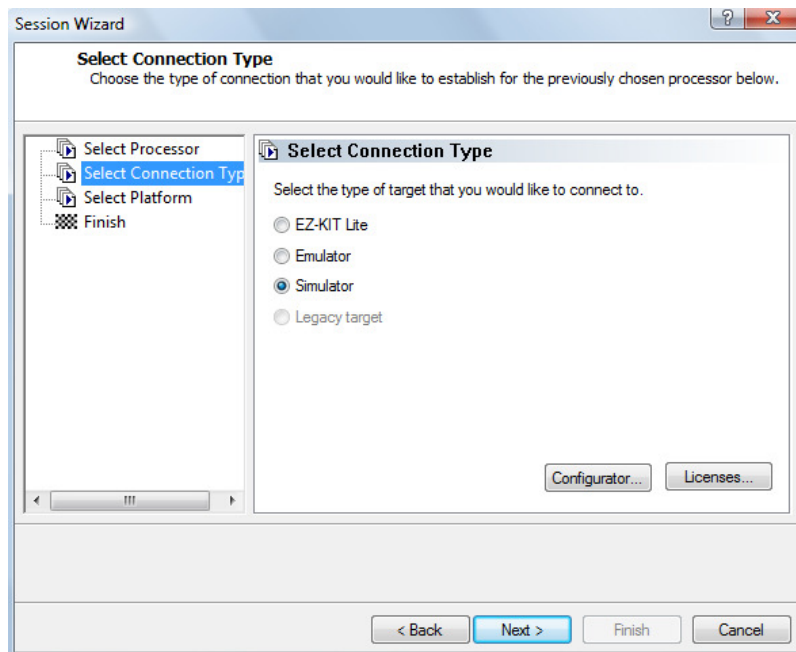 Session Wizard
?
X
Select Connection Type
Choose the type of connection that you would like to establish for the previously chosen processor below.
Select Processor
Select Connection Typ
Select Platform
Finish
Select Connection Type
Select the type of target that you would like to connect to.
EZ-KIT Lite
Emulator
Simulator
Legacy target
Configurator...
Licenses...
< Back
Next >
Finish
Cancel